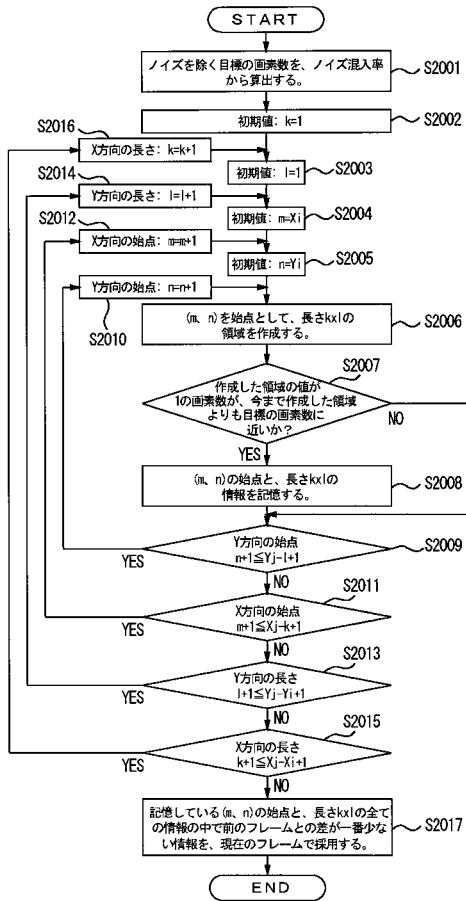 START
ノイズを除く目標の画素数を、ノイズ混入率
から算出する。
S2001
初期値: k=1
S2002
S2016
X方向の長さ: k=k+1
初期値: l=1
S2003
S2014
Y方向の長さ: l=l+1
初期値: m=Xi
S2004
S2012
X方向の始点: m=m+1
初期値: n=Yi
S2005
Y方向の始点: n=n+1
S2010
(m、n)を始点として、長さkxlの
領域を作成する。
S2006
S2007
作成した領域の値が
1の画素数が、今まで作成した領域
よりも目標の画素数に
近いか?
NO
YES
(m、n)の始点と、長さkxlの
情報を記憶する。
S2008
Y方向の始点
n+1≦Yj-l+1
S2009
YES
NO
S2011
X方向の始点
m+1≦Xj-k+1
YES
NO
S2013
Y方向の長さ
l+1≦Yj-Yi+1
YES
NO
S2015
X方向の長さ
k+1≦Xj-Xi+1
YES
NO
記憶している(m、n)の始点と、長さkxlの全て
の情報の中で前のフレームとの差が一番少な
い情報を、現在のフレームで採用する。
S2017
END